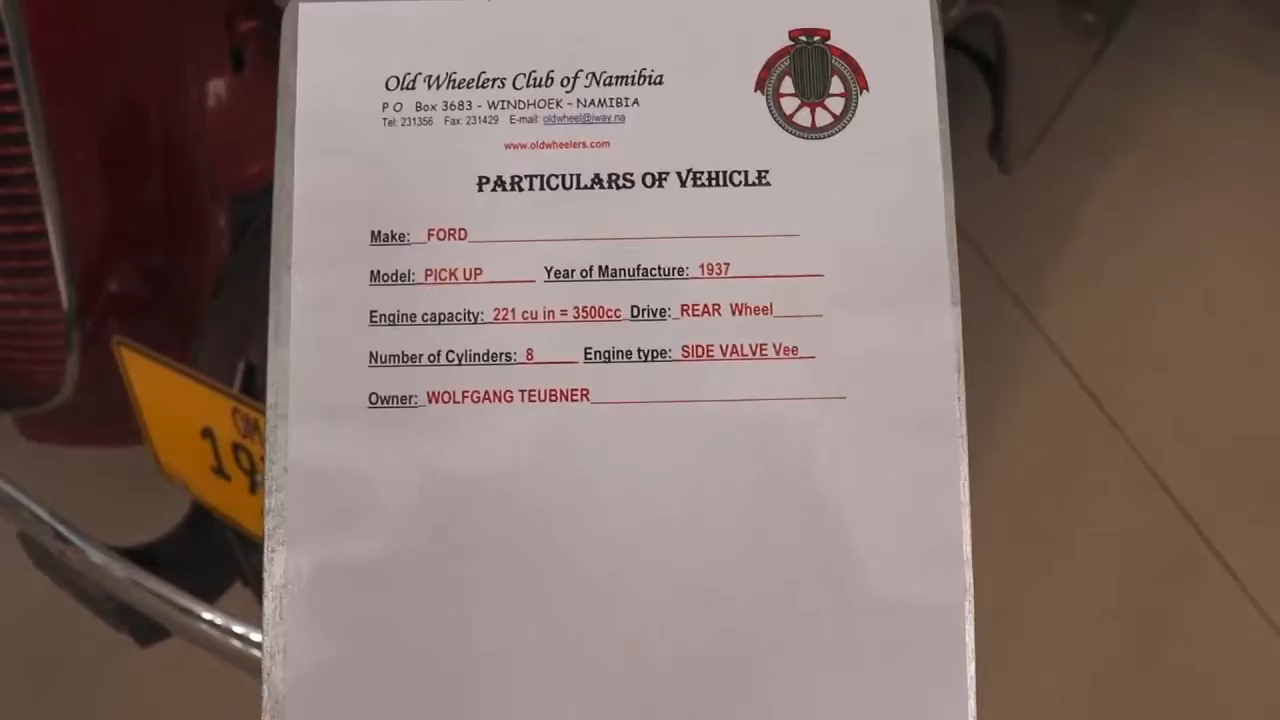 Old Wheelers Club of Namibia
P O Box 3683 - WINDHOEK - NAMIBIA
Tel: 231356 Fax: 231429 E-mail: oldwheel@iway.na
www.oldwheelers.com
PARTICULARS OF VEHICLE
Make: FORD
Model: PICK UP Year of Manufacture: 1937
Engine capacity: 221 cu in = 3500cc Drive: REAR Wheel
Number of Cylinders: 8 Engine type: SIDE VALVE Vee
Owner: WOLFGANG TEUBNER
19